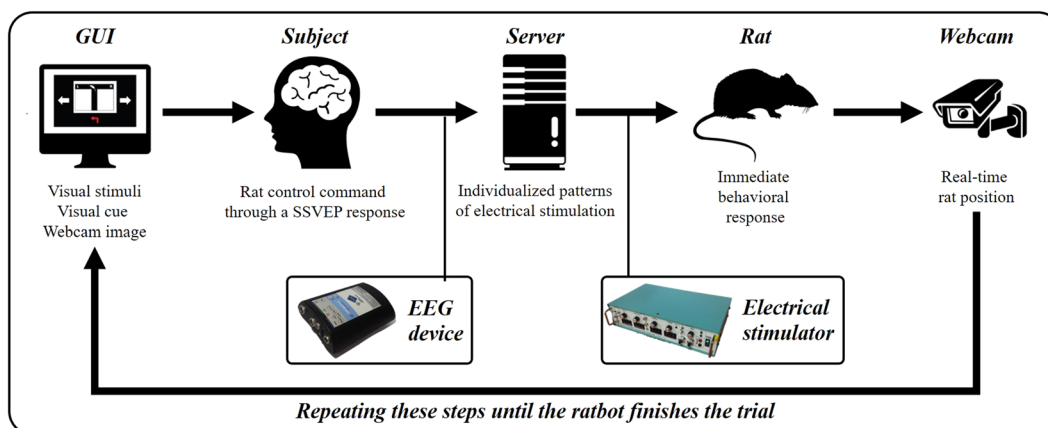 GUI
Subject
Server
Rat
Webcam
Visual stimuli
Visual cue
Webcam image
Rat control command
through a SSVEP response
Individualized patterns
of electrical stimulation
Immediate
behavioral
response
Real-time
rat position
EEG
device
Electrical
stimulator
Repeating these steps until the ratbot finishes the trial